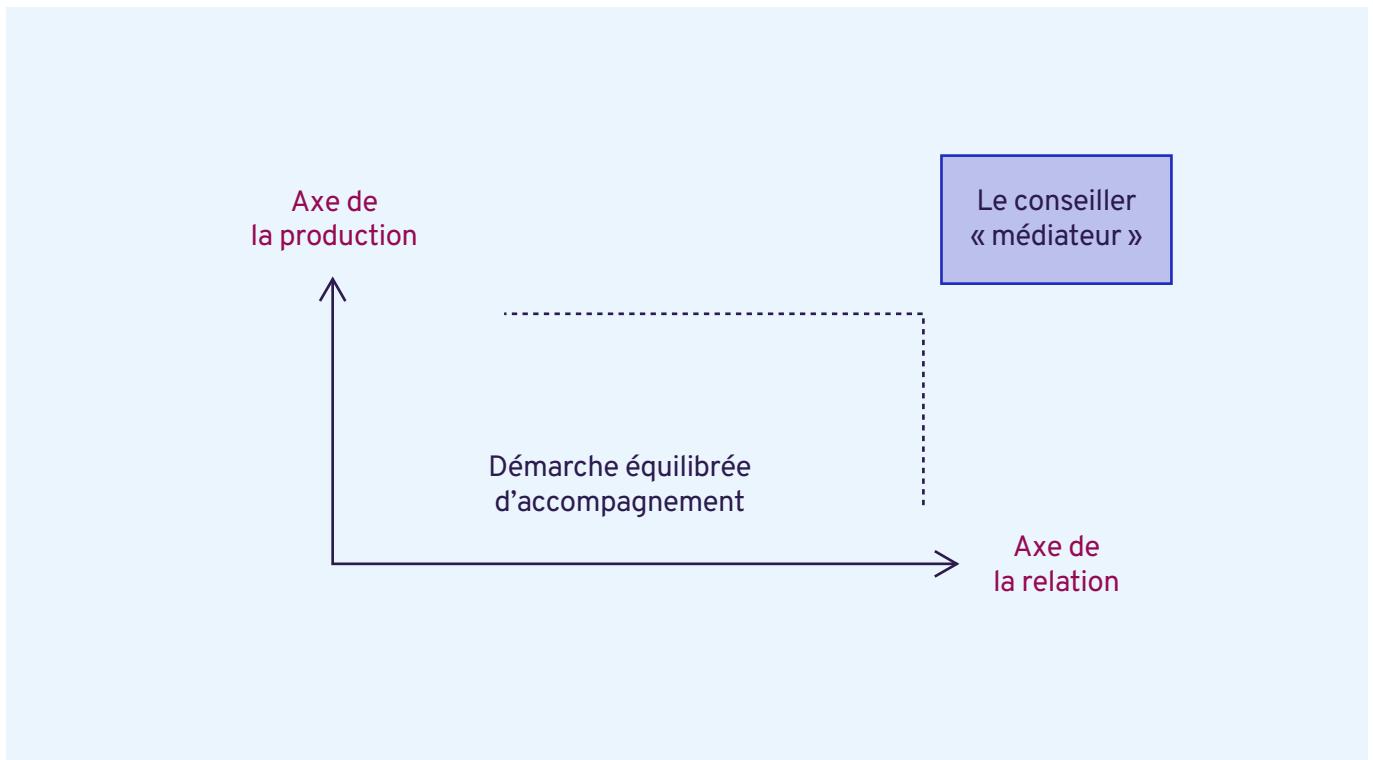 Axe de
la production
Le conseiller
« médiateur »
Démarche équilibrée
d’accompagnement
Axe de
la relation